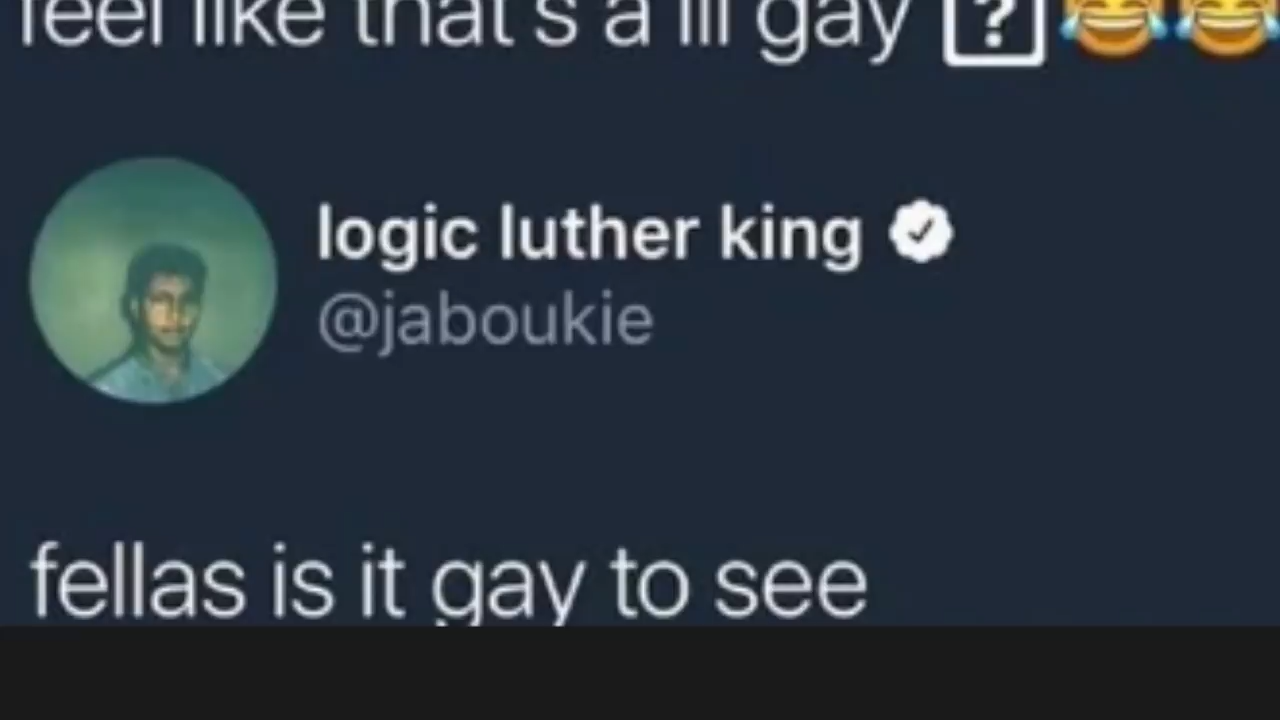 feel like that's a lil gay ⍰ 😂😂
logic luther king
@jaboukie
fellas is it gay to see